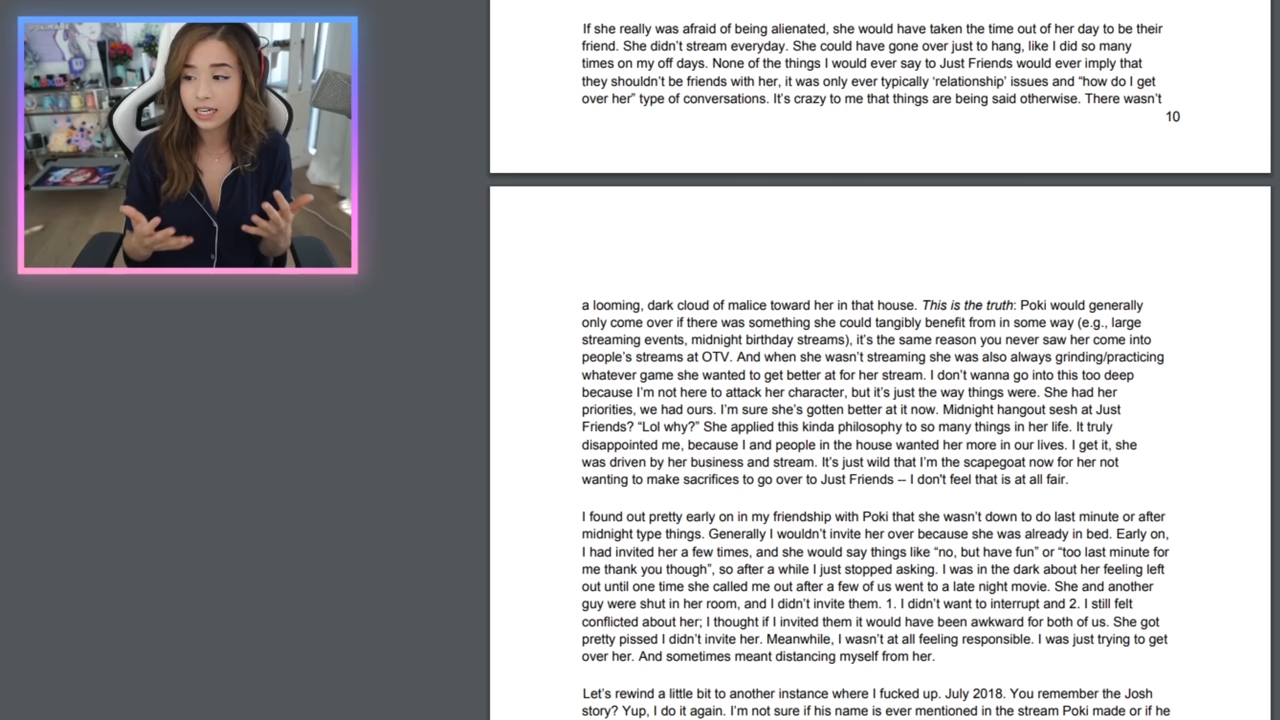 If she really was afraid of being alienated, she would have taken the time out of her day to be their
friend. She didn’t stream everyday. She could have gone over just to hang, like I did so many
times on my off days. None of the things I would ever say to Just Friends would ever imply that
they shouldn’t be friends with her, it was only ever typically ‘relationship’ issues and “how do I get
over her” type of conversations. It’s crazy to me that things are being said otherwise. There wasn’t
10
a looming, dark cloud of malice toward her in that house. This is the truth: Poki would generally
only come over if there was something she could tangibly benefit from in some way (e.g., large
streaming events, midnight birthday streams), it’s the same reason you never saw her come into
people’s streams at OTV. And when she wasn’t streaming she was also always grinding/practicing
whatever game she wanted to get better at for her stream. I don’t wanna go into this too deep
because I’m not here to attack her character, but it’s just the way things were. She had her
priorities, we had ours. I’m sure she’s gotten better at it now. Midnight hangout sesh at Just
Friends? “Lol why?” She applied this kinda philosophy to so many things in her life. It truly
disappointed me, because I and people in the house wanted her more in our lives. I get it, she
was driven by her business and stream. It’s just wild that I’m the scapegoat now for her not
wanting to make sacrifices to go over to Just Friends -- I don't feel that is at all fair.
I found out pretty early on in my friendship with Poki that she wasn’t down to do last minute or after
midnight type things. Generally I wouldn’t invite her over because she was already in bed. Early on,
I had invited her a few times, and she would say things like “no, but have fun” or “too last minute for
me thank you though”, so after a while I just stopped asking. I was in the dark about her feeling left
out until one time she called me out after a few of us went to a late night movie. She and another
guy were shut in her room, and I didn’t invite them. 1. I didn’t want to interrupt and 2. I still felt
conflicted about her; I thought if I invited them it would have been awkward for both of us. She got
pretty pissed I didn’t invite her. Meanwhile, I wasn’t at all feeling responsible. I was just trying to get
over her. And sometimes meant distancing myself from her.
Let’s rewind a little bit to another instance where I fucked up. July 2018. You remember the Josh
story? Yup, I do it again. I’m not sure if his name is ever mentioned in the stream Poki made or if he